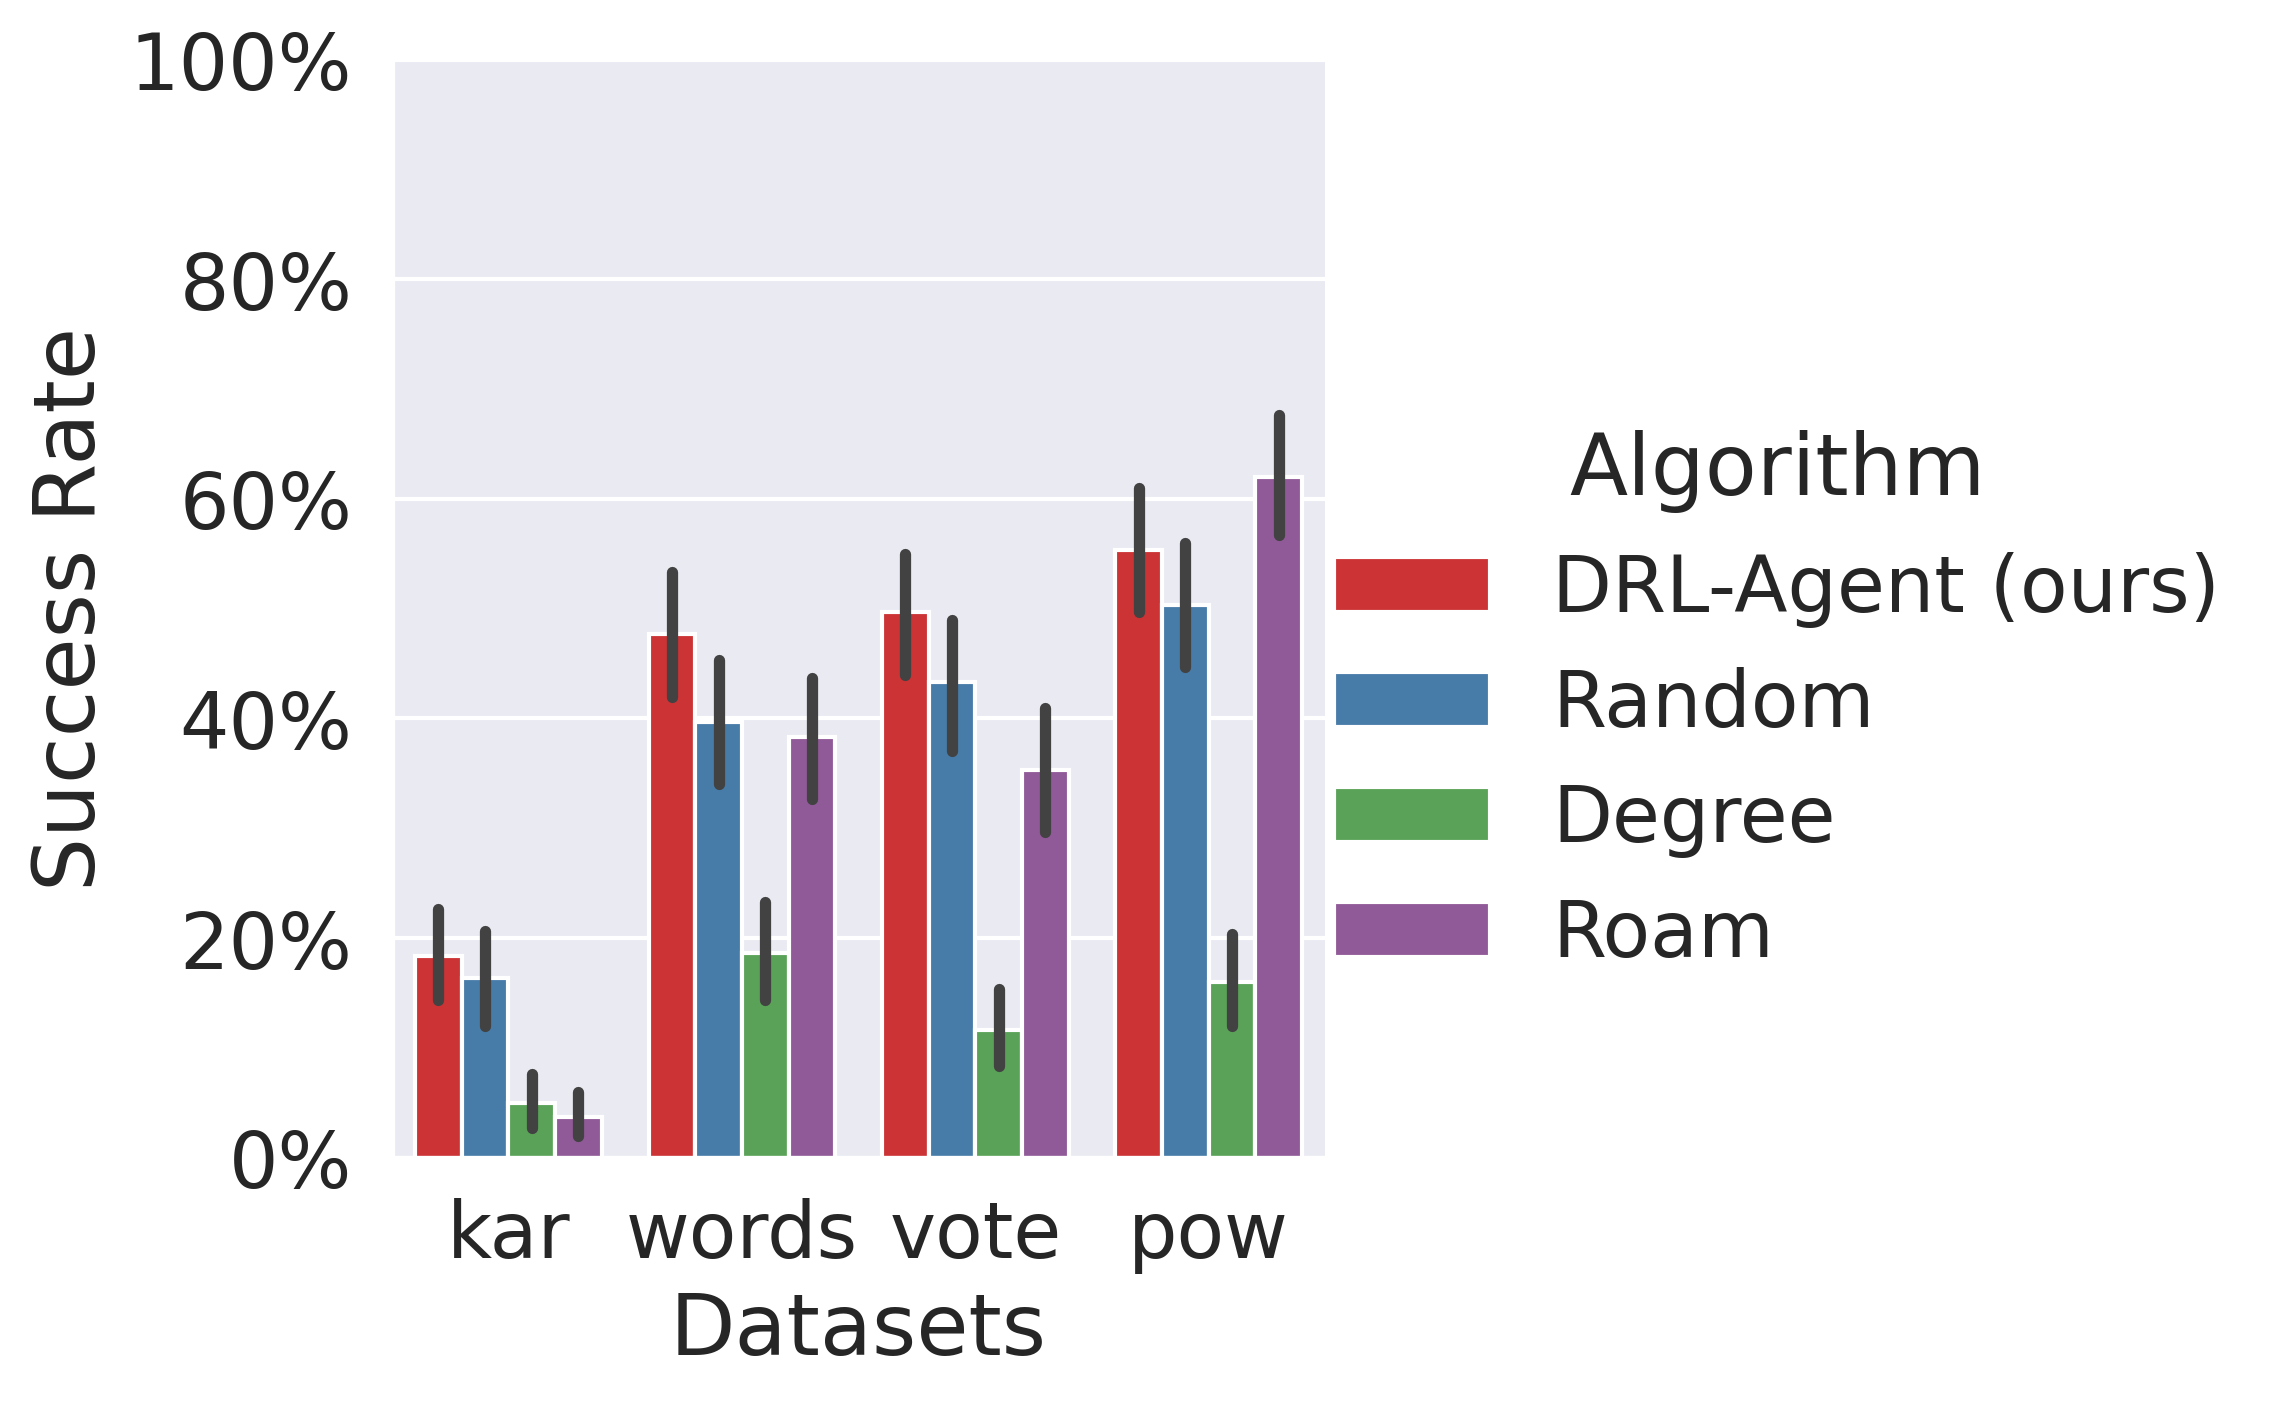 100%
80%
60%
40%
20%
0%
Success Rate
kar
words
vote
pow
Datasets
Algorithm
DRL-Agent (ours)
Random
Degree
Roam